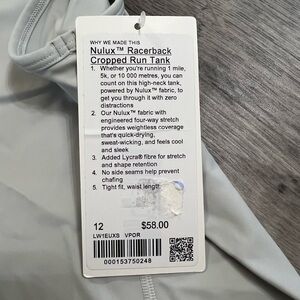 WHY WE MADE THIS
Nulux™ Racerback
Cropped Run Tank
1. Whether you're running 1 mile,
5k, or 10 000 metres, you can
count on this high-neck tank,
powered by Nulux™ fabric, to
get you through it with zero
distractions
2. Our Nulux™ fabric with
engineered four-way stretch
provides weightless coverage
that's quick-drying,
sweat-wicking, and feels cool
and sleek
3. Added Lycra® fibre for stretch
and shape retention
4. No side seams help prevent
chafing
5. Tight fit, waist length
12 $58.00
LW1EUXS VPOR
000153750248